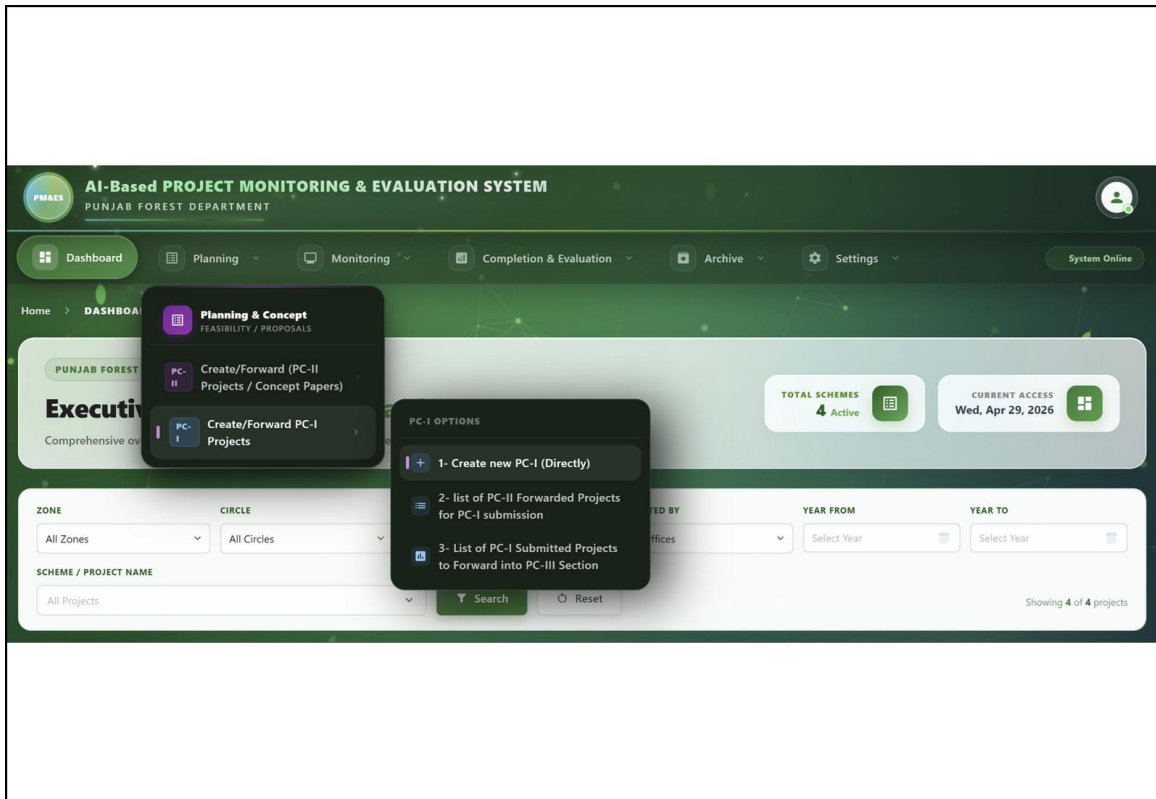 PM&ES
AI-Based PROJECT MONITORING & EVALUATION SYSTEM
PUNJAB FOREST DEPARTMENT
Dashboard
Planning
Monitoring
Completion & Evaluation
Archive
Settings
System Online
Home > DASHBOA
Planning & Concept
FEASIBILITY / PROPOSALS
PC-
II
Create/Forward (PC-II
Projects / Concept Papers)
PC-
I
Create/Forward PC-I
Projects
PC-I OPTIONS
1- Create new PC-I (Directly)
2- list of PC-II Forwarded Projects
for PC-I submission
3- List of PC-I Submitted Projects
to Forward into PC-III Section
PUNJAB FOREST
Executi
Comprehensive ov
TOTAL SCHEMES
4 Active
CURRENT ACCESS
Wed, Apr 29, 2026
ZONE
All Zones
CIRCLE
All Circles
TED BY
ffices
YEAR FROM
Select Year
YEAR TO
Select Year
SCHEME / PROJECT NAME
All Projects
Search
Reset
Showing 4 of 4 projects